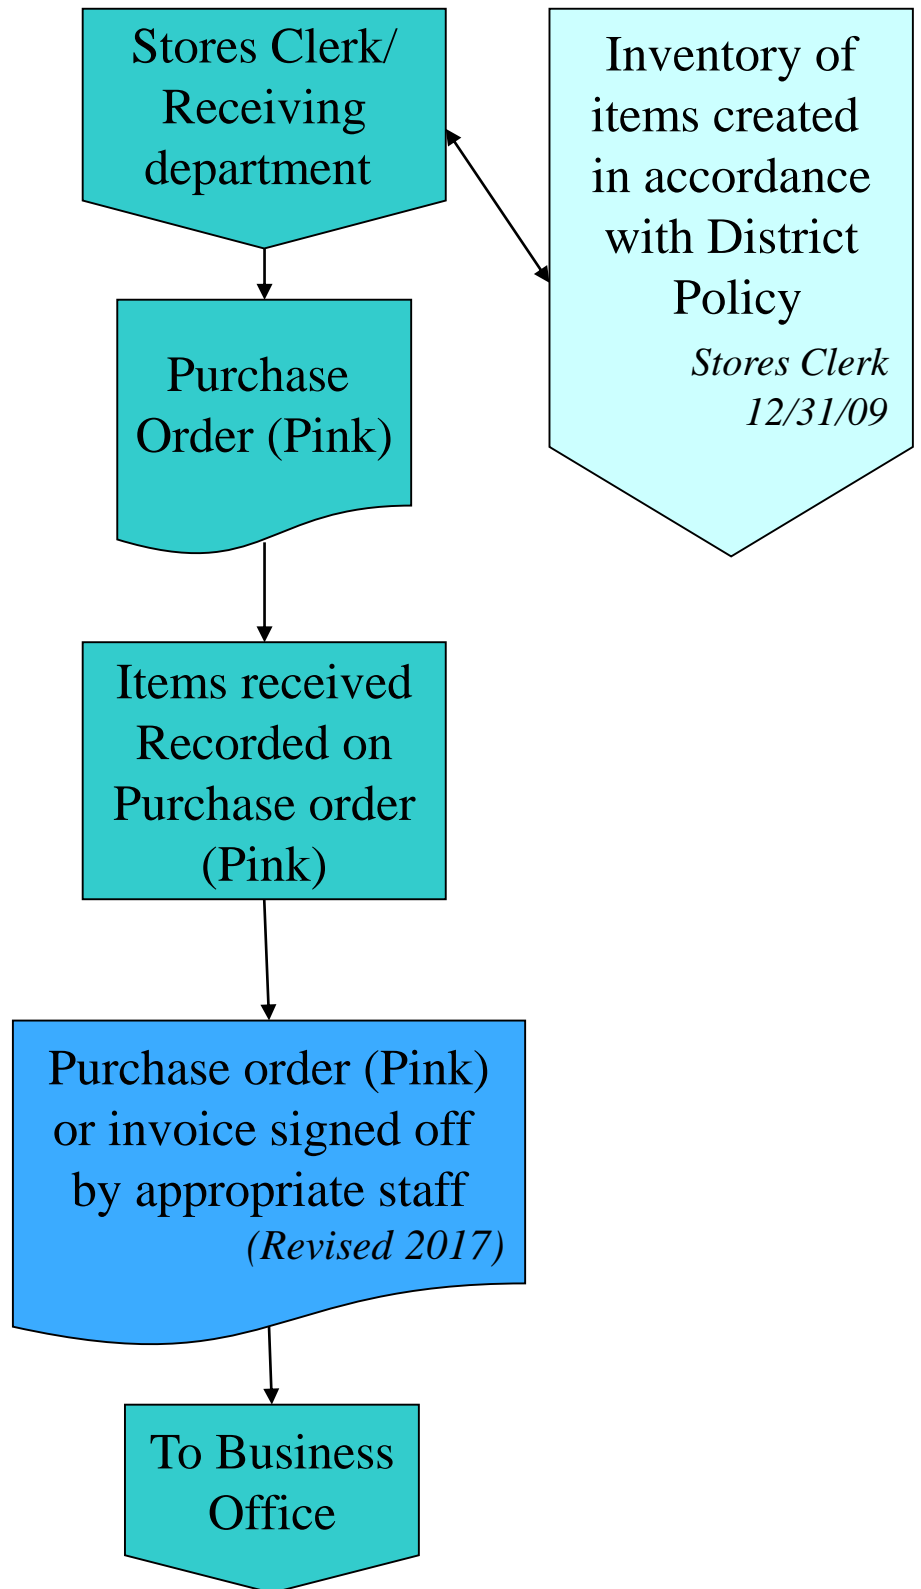 Stores Clerk/
Receiving
department
Inventory of
items created
in accordance
with District
Policy
Stores Clerk
12/31/09
Purchase
Order (Pink)
Items received
Recorded on
Purchase order
(Pink)
Purchase order (Pink)
or invoice signed off
by appropriate staff
(Revised 2017)
To Business
Office